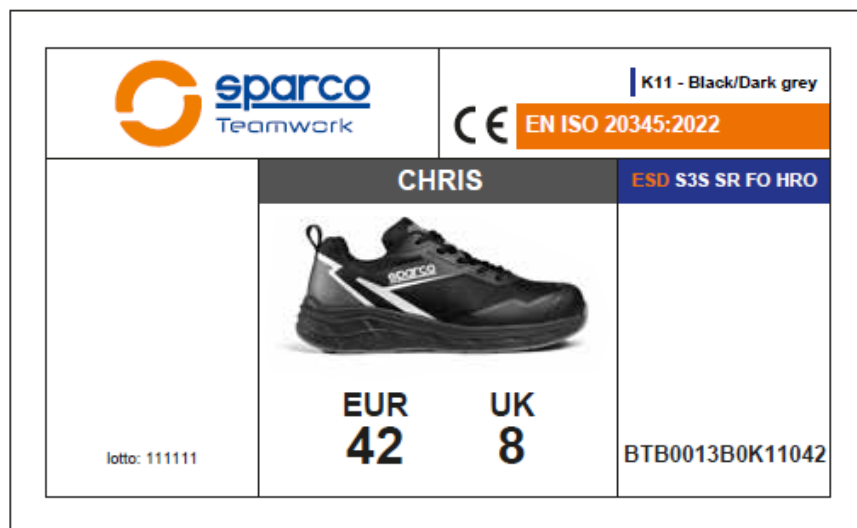 sparco
Teamwork
K11 - Black/Dark grey
CE EN ISO 20345:2022
CHRIS
ESD S3S SR FO HRO
sparco
EUR UK
42 8
lotto: 111111
BTB0013B0K11042